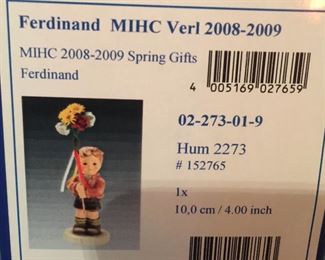 Ferdinand MIHC Verl 2008-2009
MIHC 2008-2009 Spring Gifts
Ferdinand
4 005169 027659
02-273-01-9
Hum 2273
# 152765
1x
10,0 cm / 4.00 inch